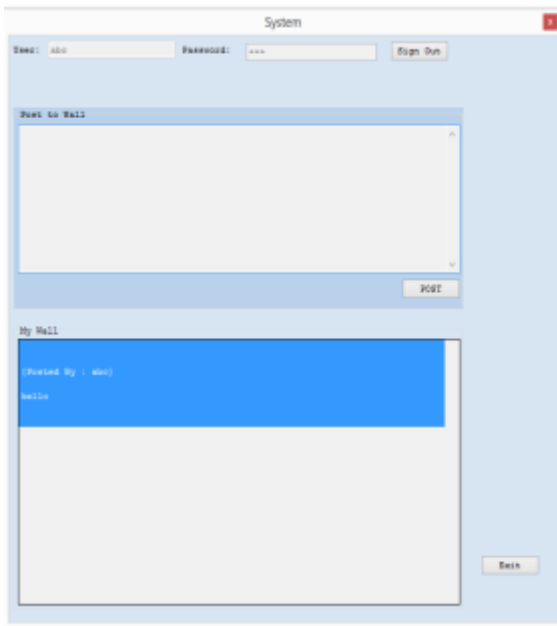 System
x
User: abc Password: *** Sign Out
Post to Wall
POST
My Wall
(Posted By : abc)
hello
Exit